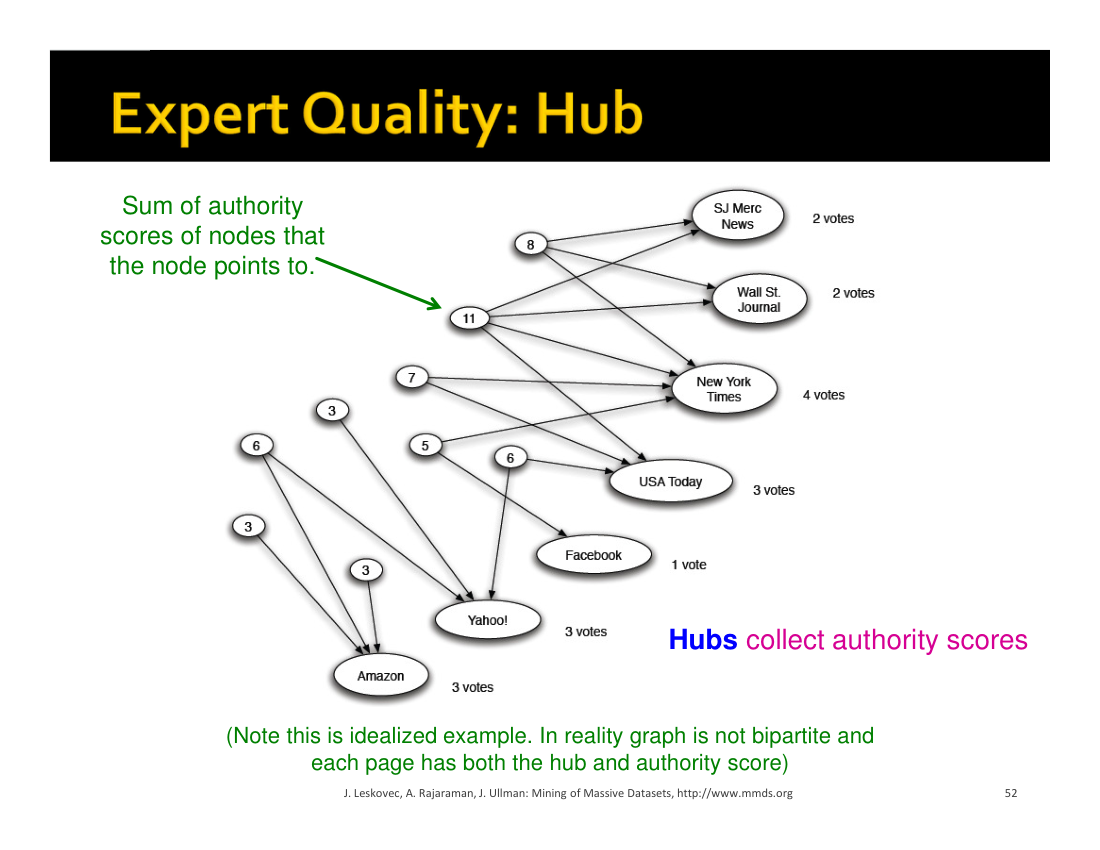 Expert Quality: Hub
Sum of authority
scores of nodes that
the node points to.
SJ Merc
News
2 votes
8
Wall St.
Journal
2 votes
11
7
New York
Times
4 votes
3
6
5
6
USA Today
3 votes
3
Facebook
1 vote
3
Yahoo!
3 votes
Hubs collect authority scores
Amazon
3 votes
(Note this is idealized example. In reality graph is not bipartite and
each page has both the hub and authority score)
J. Leskovec, A. Rajaraman, J. Ullman: Mining of Massive Datasets, http://www.mmds.org
52